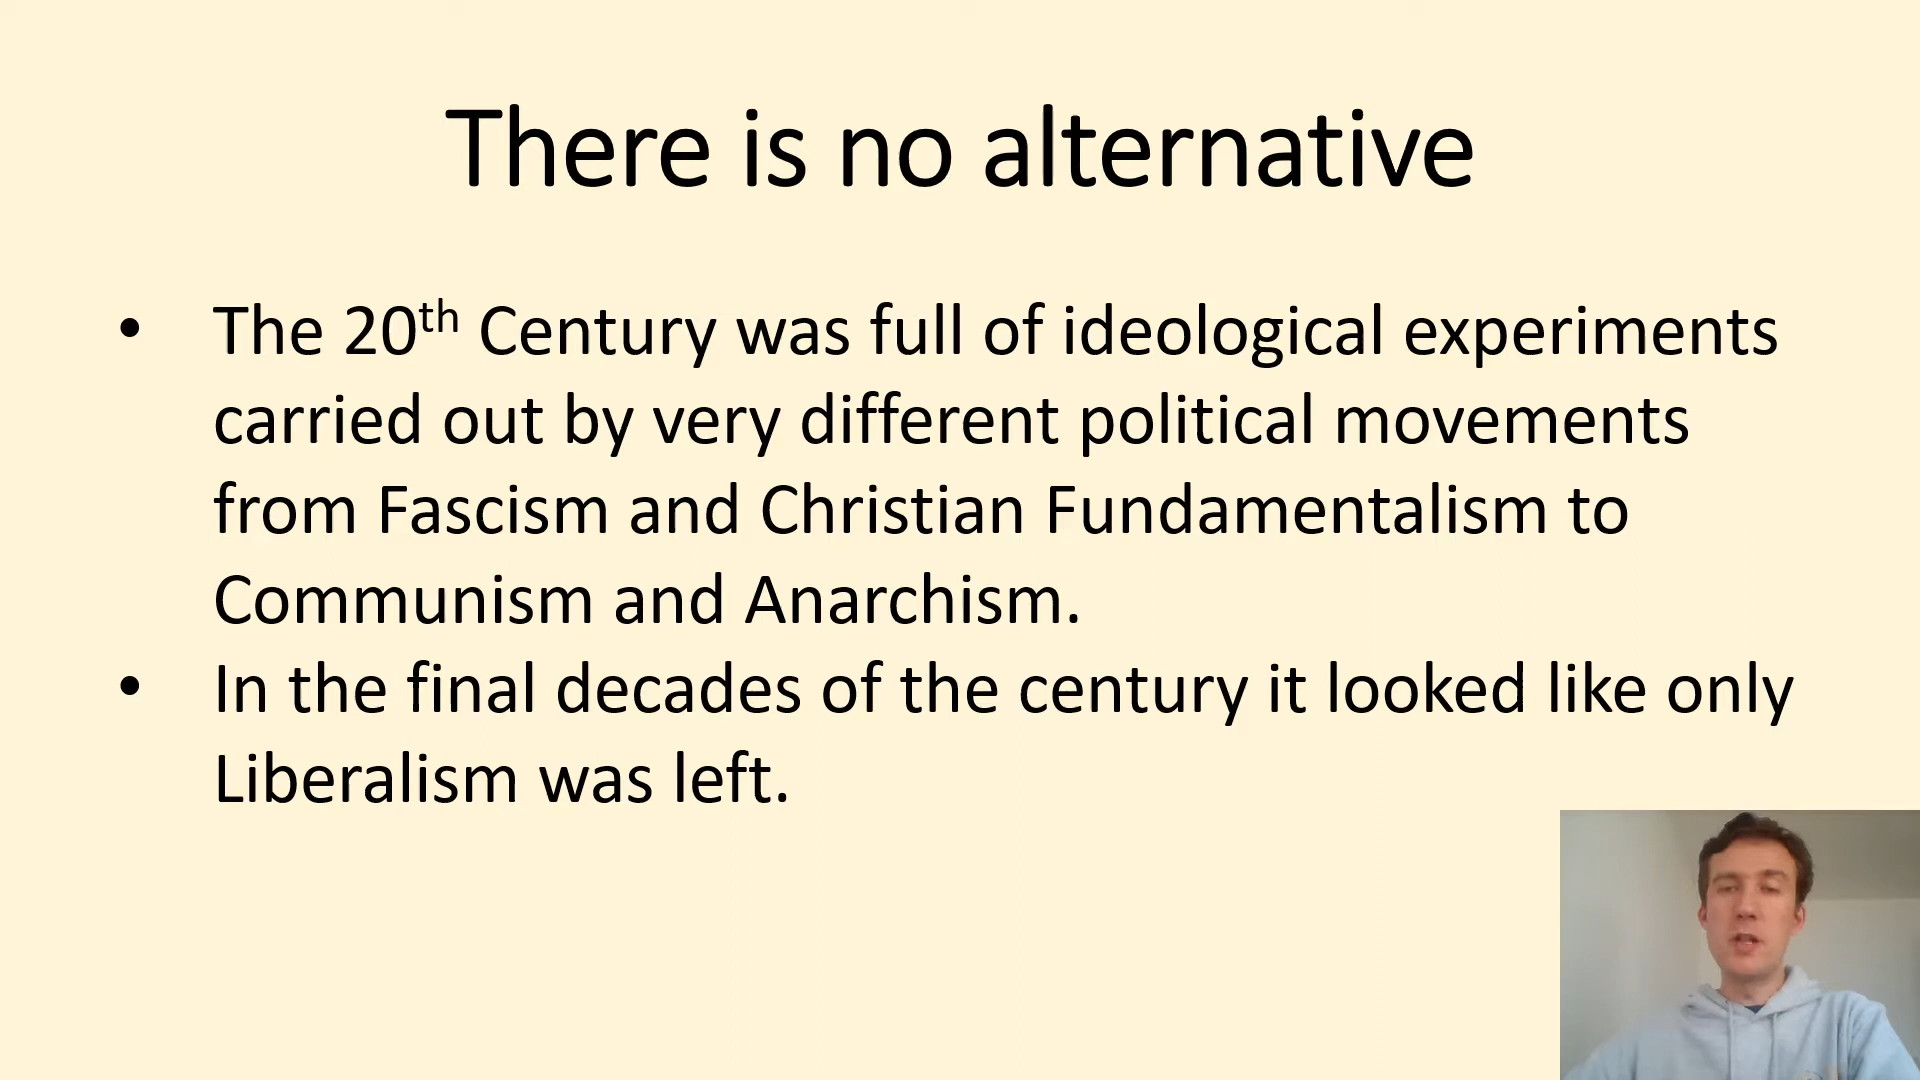 There is no alternative
• The 20th Century was full of ideological experiments
carried out by very different political movements
from Fascism and Christian Fundamentalism to
Communism and Anarchism.
• In the final decades of the century it looked like only
Liberalism was left.